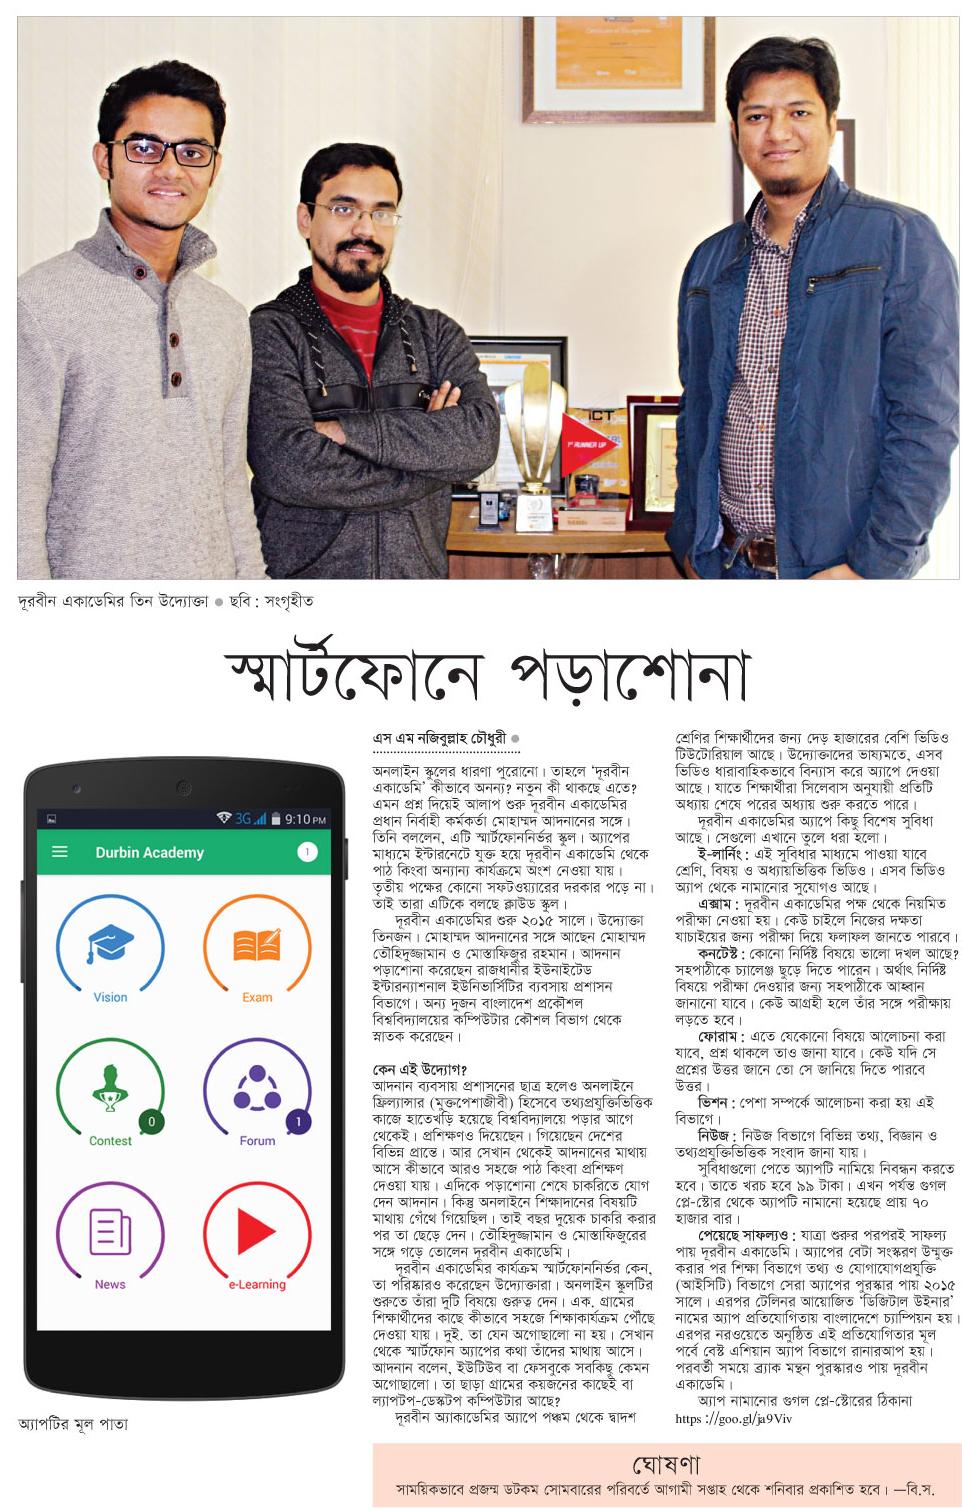 iCT
1st RUNNER UP
দূরবীন একাডেমির তিন উদ্যোক্তা ● ছবি : সংগৃহীত
স্মার্টফোনে পড়াশোনা
3G 9:10 PM
Durbin Academy 1
Vision
Exam
Contest 0
Forum 1
News
e-Learning
অ্যাপটির মূল পাতা
এস এম নজিবুল্লাহ চৌধুরী ●
অনলাইন স্কুলের ধারণা পুরোনো। তাহলে ‘দূরবীন
একাডেমি’ কীভাবে অনন্য? নতুন কী থাকছে এতে?
এমন প্রশ্ন দিয়েই আলাপ শুরু দূরবীন একাডেমির
প্রধান নির্বাহী কর্মকর্তা মোহাম্মদ আদনানের সঙ্গে।
তিনি বললেন, এটি স্মার্টফোননির্ভর স্কুল। অ্যাপের
মাধ্যমে ইন্টারনেটে যুক্ত হয়ে দূরবীন একাডেমি থেকে
পাঠ কিংবা অন্যান্য কার্যক্রমে অংশ নেওয়া যায়।
তৃতীয় পক্ষের কোনো সফটওয়্যারের দরকার পড়ে না।
তাই তারা এটিকে বলছে ক্লাউড স্কুল।
দূরবীন একাডেমির শুরু ২০১৫ সালে। উদ্যোক্তা
তিনজন। মোহাম্মদ আদনানের সঙ্গে আছেন মোহাম্মদ
তৌহিদুজ্জামান ও মোস্তাফিজুর রহমান। আদনান
পড়াশোনা করেছেন রাজধানীর ইউনাইটেড
ইন্টারন্যাশনাল ইউনিভার্সিটির ব্যবসায় প্রশাসন
বিভাগে। অন্য দুজন বাংলাদেশ প্রকৌশল
বিশ্ববিদ্যালয়ের কম্পিউটার কৌশল বিভাগ থেকে
স্নাতক করেছেন।
কেন এই উদ্যোগ?
আদনান ব্যবসায় প্রশাসনের ছাত্র হলেও অনলাইনে
ফ্রিল্যান্সার (মুক্তপেশাজীবী) হিসেবে তথ্যপ্রযুক্তিভিত্তিক
কাজে হাতেখড়ি হয়েছে বিশ্ববিদ্যালয়ে পড়ার আগে
থেকেই। প্রশিক্ষণও দিয়েছেন। গিয়েছেন দেশের
বিভিন্ন প্রান্তে। আর সেখান থেকেই আদনানের মাথায়
আসে কীভাবে আরও সহজে পাঠ কিংবা প্রশিক্ষণ
দেওয়া যায়। এদিকে পড়াশোনা শেষে চাকরিতে যোগ
দেন আদনান। কিন্তু অনলাইনে শিক্ষাদানের বিষয়টি
মাথায় গেঁথে গিয়েছিল। তাই বছর দুয়েক চাকরি করার
পর তা ছেড়ে দেন। তৌহিদুজ্জামান ও মোস্তাফিজুরের
সঙ্গে গড়ে তোলেন দূরবীন একাডেমি।
দূরবীন একাডেমির কার্যক্রম স্মার্টফোননির্ভর কেন,
তা পরিষ্কারও করেছেন উদ্যোক্তারা। অনলাইন স্কুলটির
শুরুতে তাঁরা দুটি বিষয়ে গুরুত্ব দেন। এক. গ্রামের
শিক্ষার্থীদের কাছে কীভাবে সহজে শিক্ষাকার্যক্রম পৌঁছে
দেওয়া যায়। দুই. তা যেন অগোছালো না হয়। সেখান
থেকে স্মার্টফোন অ্যাপের কথা তাঁদের মাথায় আসে।
আদনান বলেন, ইউটিউব বা ফেসবুকে সবকিছু কেমন
অগোছালো। তা ছাড়া গ্রামের কয়জনের কাছেই বা
ল্যাপটপ-ডেস্কটপ কম্পিউটার আছে?
দূরবীন অ্যাকাডেমির অ্যাপে পঞ্চম থেকে দ্বাদশ
শ্রেণির শিক্ষার্থীদের জন্য দেড় হাজারের বেশি ভিডিও
টিউটোরিয়াল আছে। উদ্যোক্তাদের ভাষ্যমতে, এসব
ভিডিও ধারাবাহিকভাবে বিন্যাস করে অ্যাপে দেওয়া
আছে। যাতে শিক্ষার্থীরা সিলেবাস অনুযায়ী প্রতিটি
অধ্যায় শেষে পরের অধ্যায় শুরু করতে পারে।
দূরবীন একাডেমির অ্যাপে কিছু বিশেষ সুবিধা
আছে। সেগুলো এখানে তুলে ধরা হলো।
ই-লার্নিং : এই সুবিধার মাধ্যমে পাওয়া যাবে
শ্রেণি, বিষয় ও অধ্যায়ভিত্তিক ভিডিও। এসব ভিডিও
অ্যাপ থেকে নামানোর সুযোগও আছে।
এক্সাম : দূরবীন একাডেমির পক্ষ থেকে নিয়মিত
পরীক্ষা নেওয়া হয়। কেউ চাইলে নিজের দক্ষতা
যাচাইয়ের জন্য পরীক্ষা দিয়ে ফলাফল জানতে পারবে।
কনটেস্ট : কোনো নির্দিষ্ট বিষয়ে ভালো দখল আছে?
সহপাঠীকে চ্যালেঞ্জ ছুড়ে দিতে পারেন। অর্থাৎ নির্দিষ্ট
বিষয়ে পরীক্ষা দেওয়ার জন্য সহপাঠীকে আহ্বান
জানানো যাবে। কেউ আগ্রহী হলে তাঁর সঙ্গে পরীক্ষায়
লড়তে হবে।
ফোরাম : এতে যেকোনো বিষয়ে আলোচনা করা
যাবে, প্রশ্ন থাকলে তাও জানা যাবে। কেউ যদি সে
প্রশ্নের উত্তর জানে তো সে জানিয়ে দিতে পারবে
উত্তর।
ভিশন : পেশা সম্পর্কে আলোচনা করা হয় এই
বিভাগে।
নিউজ : নিউজ বিভাগে বিভিন্ন তথ্য, বিজ্ঞান ও
তথ্যপ্রযুক্তিভিত্তিক সংবাদ জানা যায়।
সুবিধাগুলো পেতে অ্যাপটি নামিয়ে নিবন্ধন করতে
হবে। তাতে খরচ হবে ৯৯ টাকা। এখন পর্যন্ত গুগল
প্লে-স্টোর থেকে অ্যাপটি নামানো হয়েছে প্রায় ৭০
হাজার বার।
পেয়েছে সাফল্যও : যাত্রা শুরুর পরপরই সাফল্য
পায় দূরবীন একাডেমি। অ্যাপের বেটা সংস্করণ উন্মুক্ত
করার পর শিক্ষা বিভাগে তথ্য ও যোগাযোগপ্রযুক্তি
(আইসিটি) বিভাগে সেরা অ্যাপের পুরস্কার পায় ২০১৫
সালে। এরপর টেলিনর আয়োজিত ‘ডিজিটাল উইনার’
নামের অ্যাপ প্রতিযোগিতায় বাংলাদেশে চ্যাম্পিয়ন হয়।
এরপর নরওয়েতে অনুষ্ঠিত এই প্রতিযোগিতার মূল
পর্বে বেস্ট এশিয়ান অ্যাপ বিভাগে রানারআপ হয়।
পরবর্তী সময়ে ব্র্যাক মন্থন পুরস্কারও পায় দূরবীন
একাডেমি।
অ্যাপ নামানোর গুগল প্লে-স্টোরের ঠিকানা
https ://goo.gl/ja9Viv
ঘোষণা
সাময়িকভাবে প্রজন্ম ডটকম সোমবারের পরিবর্তে আগামী সপ্তাহ থেকে শনিবার প্রকাশিত হবে। —বি.স.